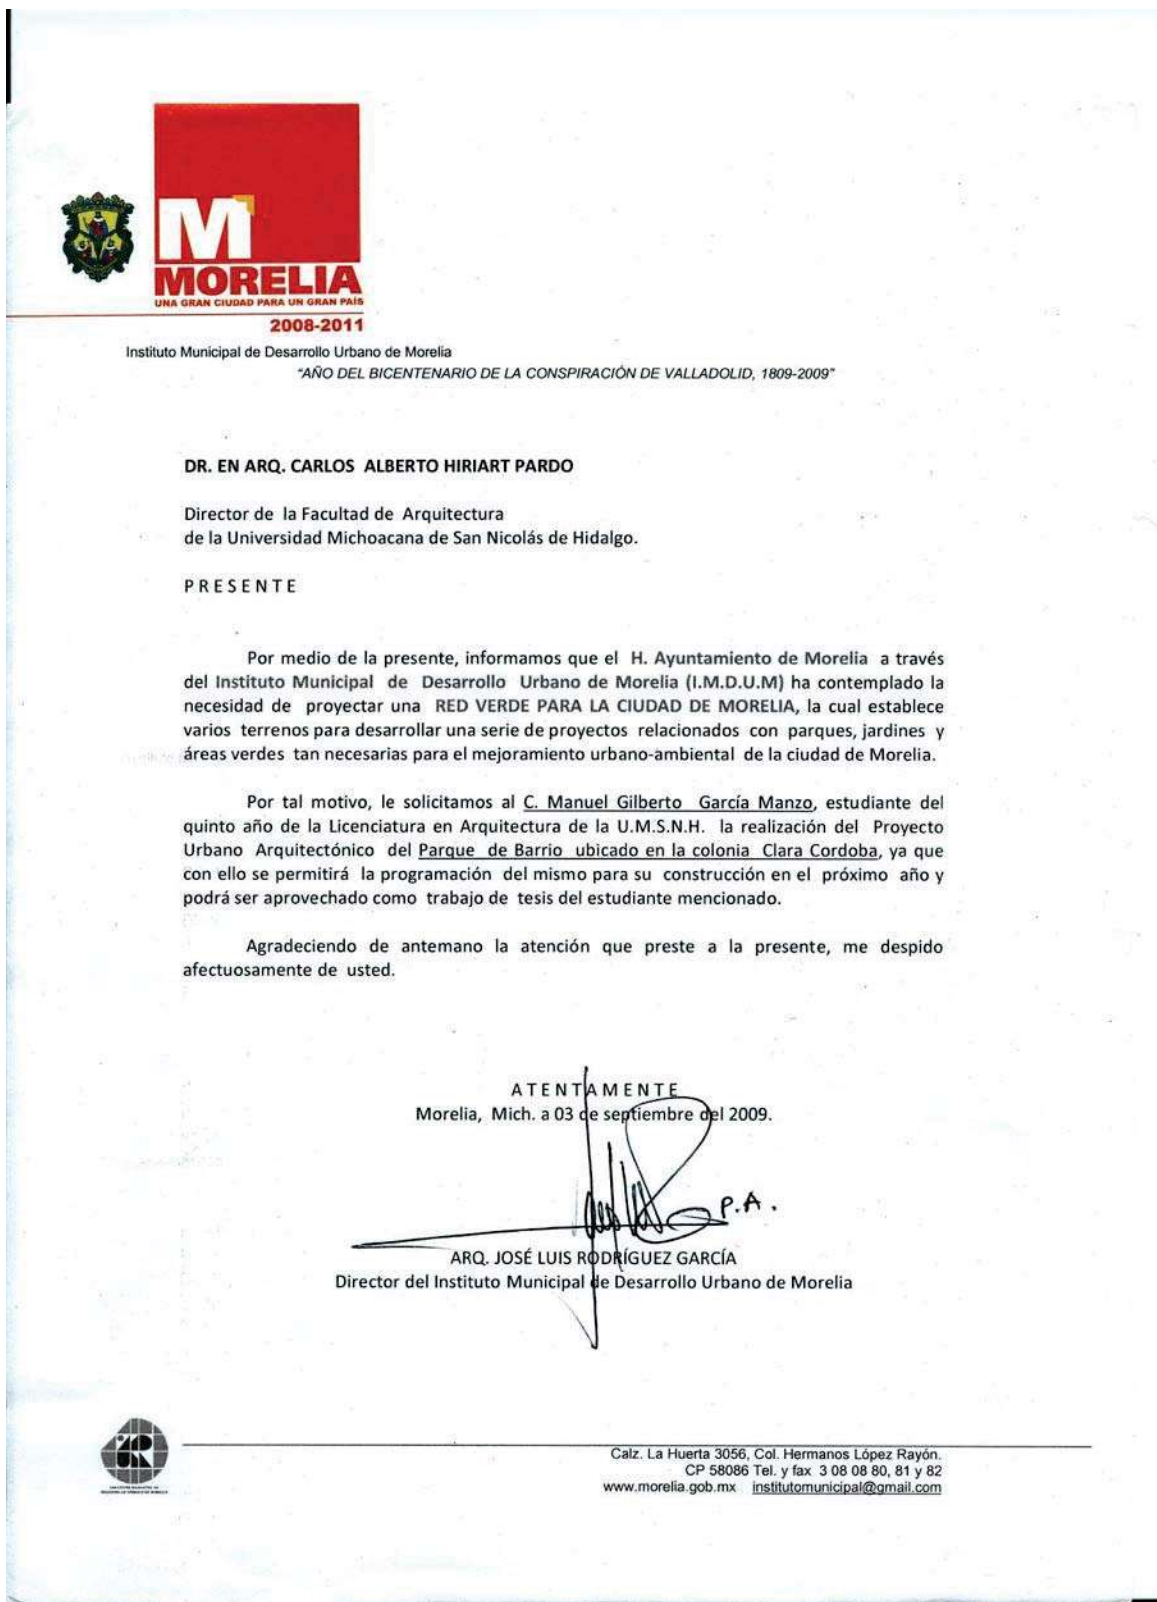 M
MORELIA
UNA GRAN CIUDAD PARA UN GRAN PAÍS
2008-2011
Instituto Municipal de Desarrollo Urbano de Morelia
"AÑO DEL BICENTENARIO DE LA CONSPIRACIÓN DE VALLADOLID, 1809-2009"
DR. EN ARQ. CARLOS ALBERTO HIRIART PARDO
Director de la Facultad de Arquitectura
de la Universidad Michoacana de San Nicolás de Hidalgo.
P R E S E N T E
Por medio de la presente, informamos que el H. Ayuntamiento de Morelia a través
del Instituto Municipal de Desarrollo Urbano de Morelia (I.M.D.U.M) ha contemplado la
necesidad de proyectar una RED VERDE PARA LA CIUDAD DE MORELIA, la cual establece
varios terrenos para desarrollar una serie de proyectos relacionados con parques, jardines y
áreas verdes tan necesarias para el mejoramiento urbano-ambiental de la ciudad de Morelia.
Por tal motivo, le solicitamos al C. Manuel Gilberto García Manzo, estudiante del
quinto año de la Licenciatura en Arquitectura de la U.M.S.N.H. la realización del Proyecto
Urbano Arquitectónico del Parque de Barrio ubicado en la colonia Clara Cordoba, ya que
con ello se permitirá la programación del mismo para su construcción en el próximo año y
podrá ser aprovechado como trabajo de tesis del estudiante mencionado.
Agradeciendo de antemano la atención que preste a la presente, me despido
afectuosamente de usted.
A T E N T A M E N T E
Morelia, Mich. a 03 de septiembre del 2009.
P.A.
ARQ. JOSÉ LUIS RODRÍGUEZ GARCÍA
Director del Instituto Municipal de Desarrollo Urbano de Morelia
Calz. La Huerta 3056, Col. Hermanos López Rayón.
CP 58086 Tel. y fax 3 08 08 80, 81 y 82
www.morelia.gob.mx institutomunicipal@gmail.com